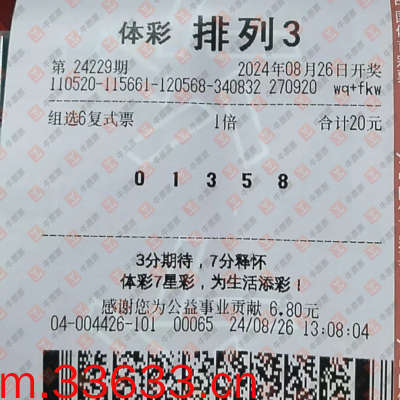 体彩 排列3
第 24229期 2024年08月26日开奖
110520-115661-120568-340832 270920 wq+fkw
组选6复式票 1倍 合计20元
0 1 3 5 8
3分期待，7分释怀
体彩7星彩，为生活添彩！
感谢您为公益事业贡献 6.80元
04-004426-101 00065 24/08/26 13:08:04
m.33633.cn